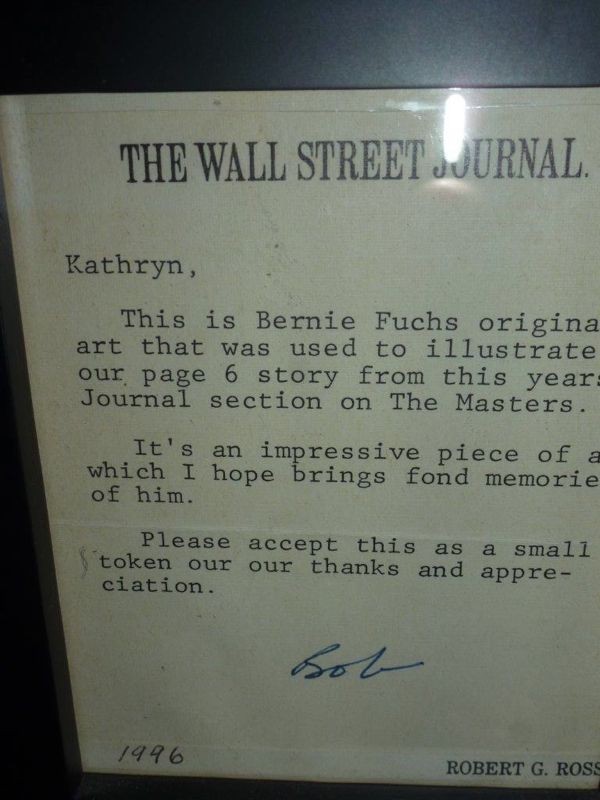 THE WALL STREET JOURNAL.
Kathryn,
This is Bernie Fuchs origina
art that was used to illustrate
our page 6 story from this years
Journal section on The Masters.
It's an impressive piece of a
which I hope brings fond memorie
of him.
Please accept this as a small
token our our thanks and appre-
ciation.
Bob
1996
ROBERT G. ROSS